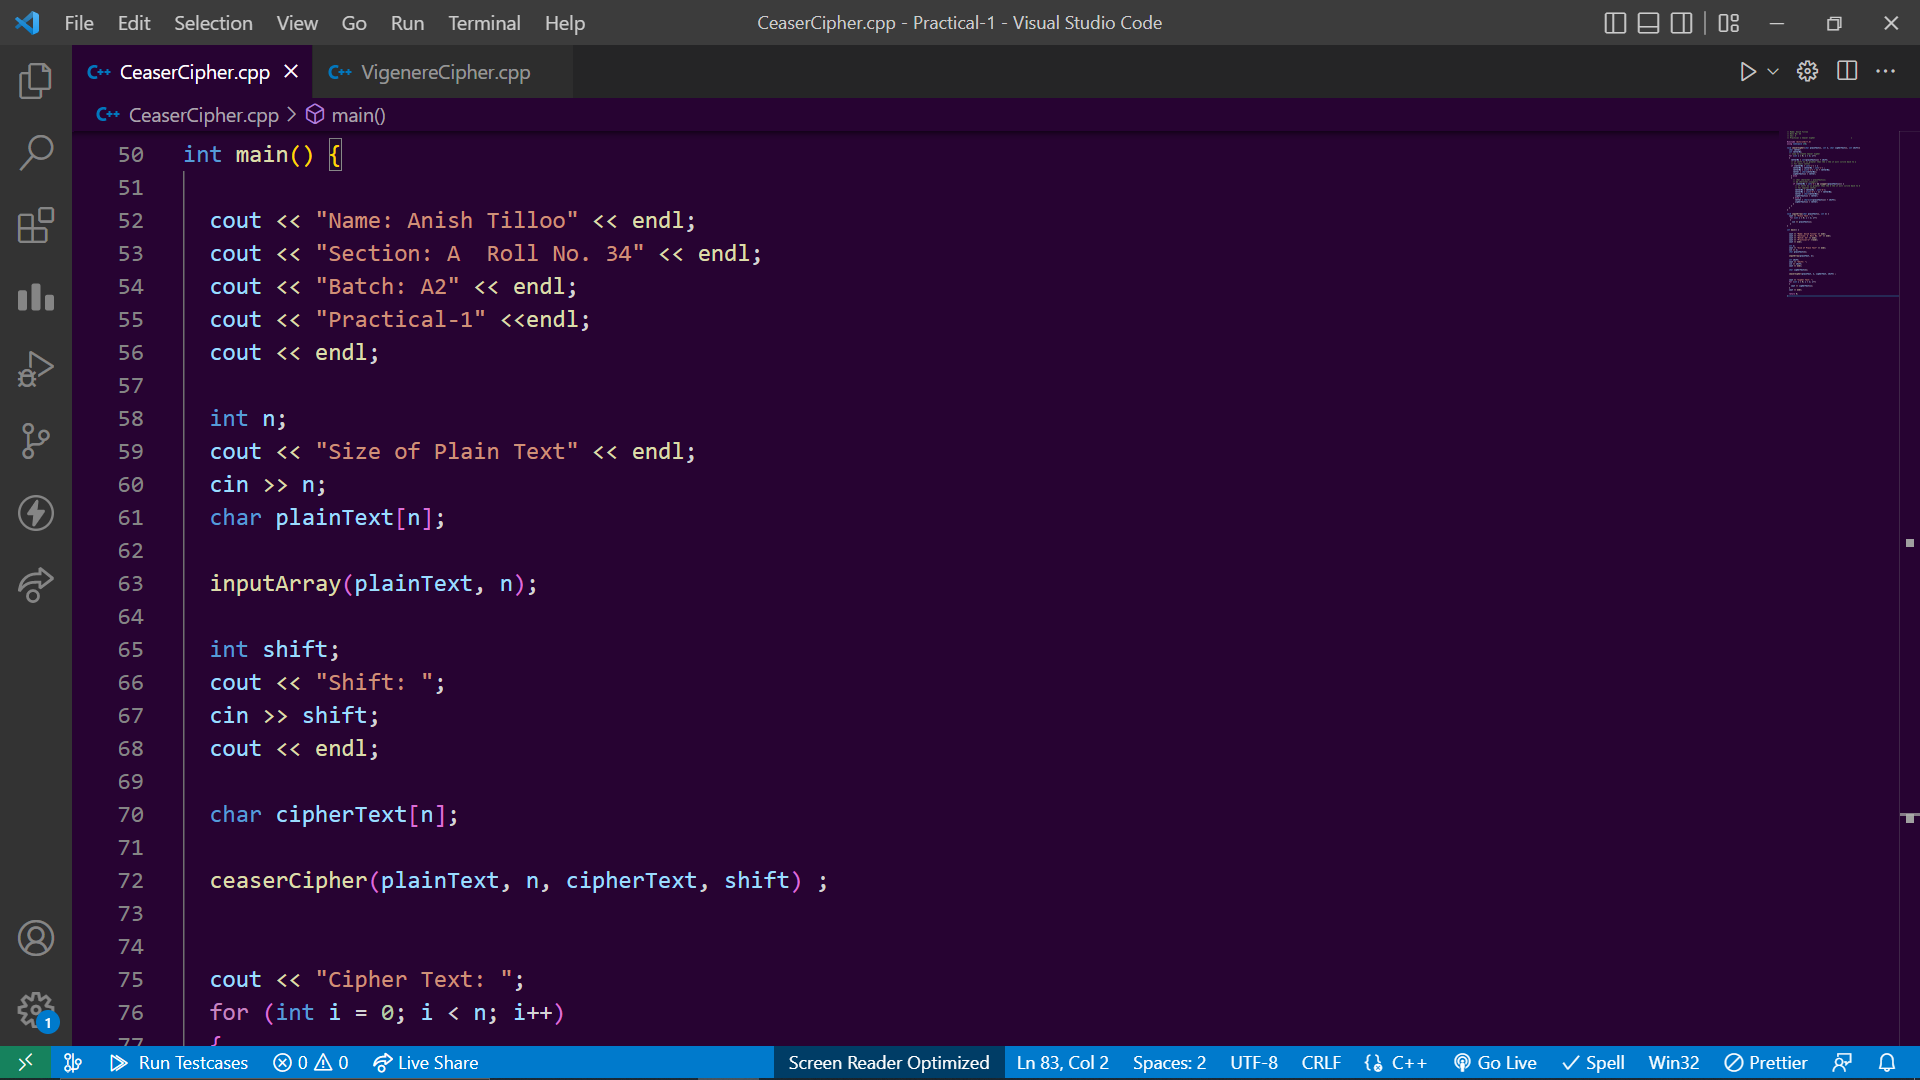 File Edit Selection View Go Run Terminal Help CeaserCipher.cpp - Practical-1 - Visual Studio Code
C++ CeaserCipher.cpp C++ VigenereCipher.cpp
C++ CeaserCipher.cpp > main()
50 int main() {
51
52 cout << "Name: Anish Tilloo" << endl;
53 cout << "Section: A  Roll No. 34" << endl;
54 cout << "Batch: A2" << endl;
55 cout << "Practical-1" <<endl;
56 cout << endl;
57
58 int n;
59 cout << "Size of Plain Text" << endl;
60 cin >> n;
61 char plainText[n];
62
63 inputArray(plainText, n);
64
65 int shift;
66 cout << "Shift: ";
67 cin >> shift;
68 cout << endl;
69
70 char cipherText[n];
71
72 ceaserCipher(plainText, n, cipherText, shift) ;
73
74
75 cout << "Cipher Text: ";
76 for (int i = 0; i < n; i++)
77 {
1
Run Testcases 0 0 Live Share Screen Reader Optimized Ln 83, Col 2 Spaces: 2 UTF-8 CRLF C++ Go Live Spell Win32 Prettier